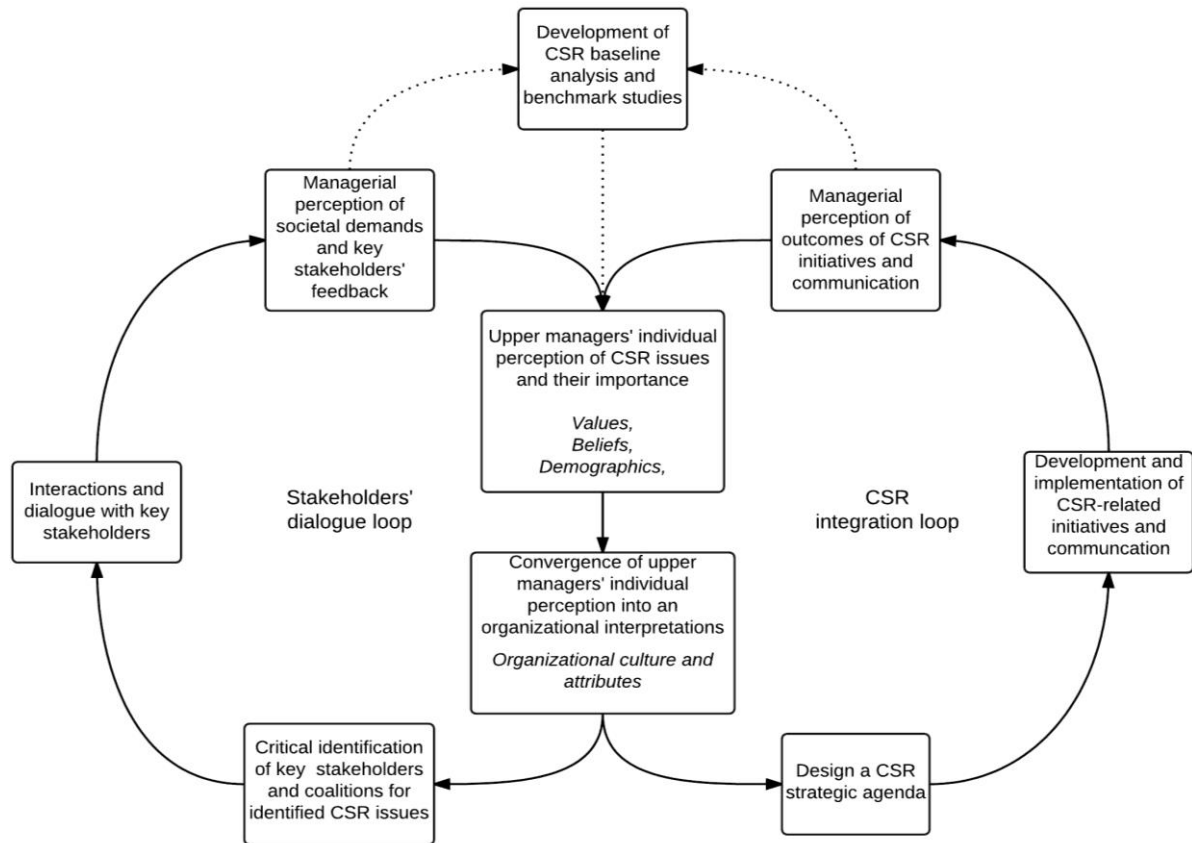 Development of
CSR baseline
analysis and
benchmark studies
Managerial
perception of
societal demands
and key
stakeholders'
feedback
Managerial
perception of
outcomes of CSR
initiatives and
communication
Upper managers' individual
perception of CSR issues
and their importance
Values,
Beliefs,
Demographics,
Interactions and
dialogue with key
stakeholders
Stakeholders'
dialogue loop
CSR
integration loop
Development and
implementation of
CSR-related
initiatives and
communcation
Convergence of upper
managers' individual
perception into an
organizational interpretations
Organizational culture and
attributes
Critical identification
of key stakeholders
and coalitions for
identified CSR issues
Design a CSR
strategic agenda